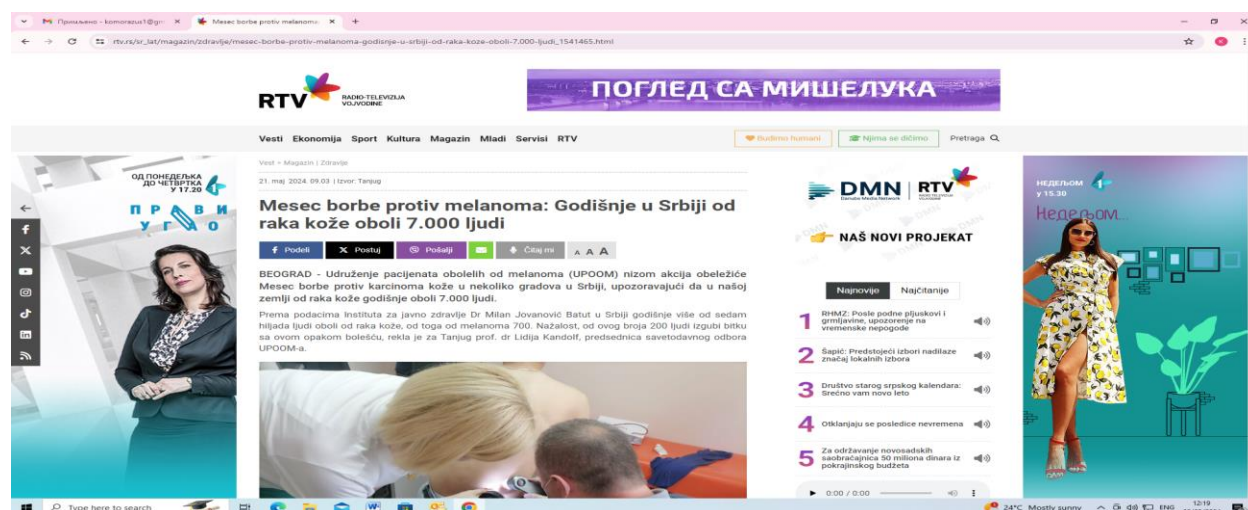 Примљено - komorazus1@gm
Mesec borbe protiv melanoma:
rtv.rs/sr_lat/magazin/zdravlje/mesec-borbe-protiv-melanoma-godisnje-u-srbiji-od-raka-koze-oboli-7.000-ljudi_1541465.html
RTV
RADIO-TELEVIZIJA
VOJVODINE
ПОГЛЕД СА МИШЕЛУКА
Vesti Ekonomija Sport Kultura Magazin Mladi Servisi RTV
Budimo humani
Njima se dičimo
Pretraga
Vest > Magazin | Zdravlje
21. maj 2024. 09.03 | Izvor: Tanjug
Mesec borbe protiv melanoma: Godišnje u Srbiji od
raka kože oboli 7.000 ljudi
Podeli
Postuj
Pošalji
Čitaj mi
A A A
BEOGRAD - Udruženje pacijenata obolelih od melanoma (UPOOM) nizom akcija obeležiće
Mesec borbe protiv karcinoma kože u nekoliko gradova u Srbiji, upozoravajući da u našoj
zemlji od raka kože godišnje oboli 7.000 ljudi.
Prema podacima Instituta za javno zdravlje Dr Milan Jovanović Batut u Srbiji godišnje više od sedam
hiljada ljudi oboli od raka kože, od toga od melanoma 700. Nažalost, od ovog broja 200 ljudi izgubi bitku
sa ovom opakom bolešću, rekla je za Tanjug prof. dr Lidija Kandolf, predsednica savetodavnog odbora
UPOOM-a.
ОД ПОНЕДЕЉКА
ДО ЧЕТВРТКА
У 17.20
ПРАВИ
УГАО
DMN
Danube Media Network
RTV
NAŠ NOVI PROJEKAT
Najnovije
Najčitanije
1 RHMZ: Posle podne pljuskovi i
grmljavine, upozorenje na
vremenske nepogode
2 Šapić: Predstojeći izbori nadilaze
značaj lokalnih izbora
3 Društvo starog srpskog kalendara:
Srećno vam novo leto
4 Otklanjaju se posledice nevremena
5 Za održavanje novosadskih
saobraćajnica 50 miliona dinara iz
pokrajinskog budžeta
0:00 / 0:00
НЕДЕЉОМ
у 15.30
Недељом...
Type here to search
24°C Mostly sunny
ENG
12:19